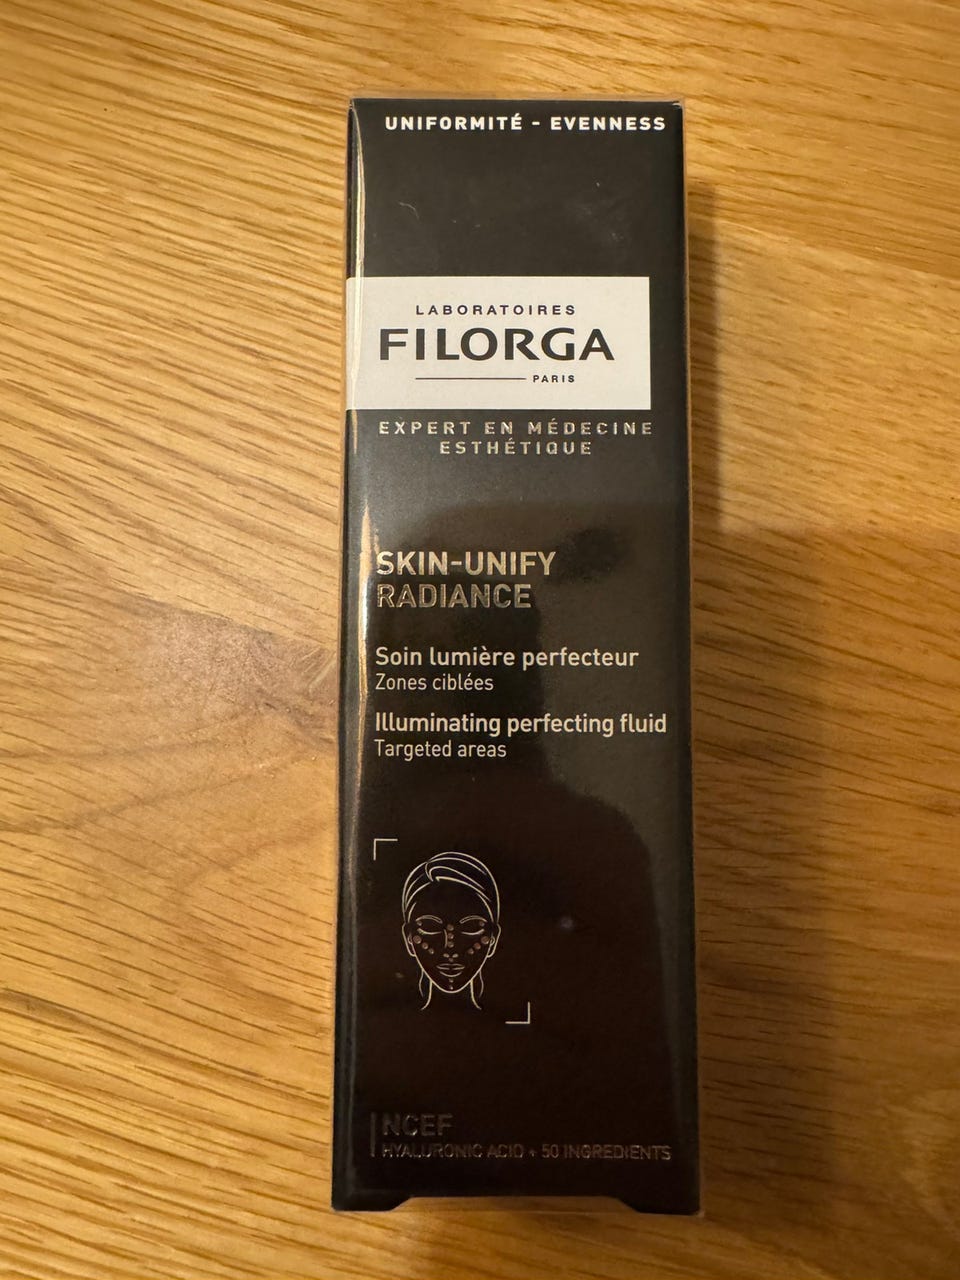 UNIFORMITÉ - EVENNESS
LABORATOIRES
FILORGA
PARIS
EXPERT EN MÉDECINE
ESTHÉTIQUE
SKIN-UNIFY
RADIANCE
Soin lumière perfecteur
Zones ciblées
Illuminating perfecting fluid
Targeted areas
NCEF
HYALURONIC ACID + 50 INGREDIENTS